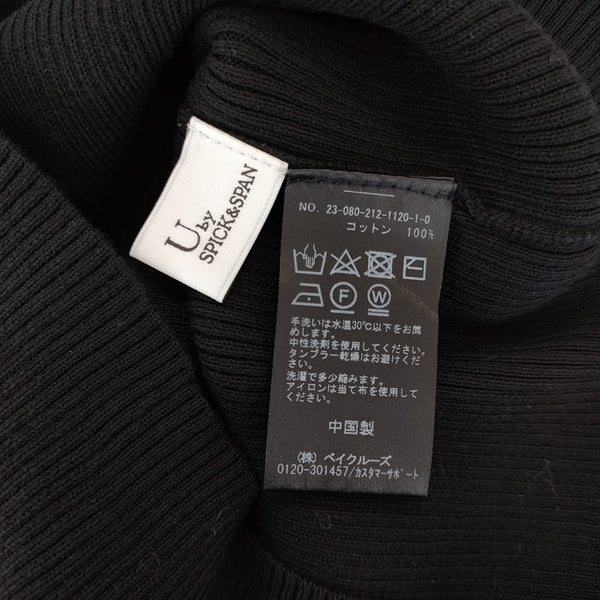 U by
SPICK&SPAN
NO. 23-080-212-1120-1-0
コットン 100%
F W
手洗いは水温30℃以下をお薦
めします。
中性洗剤を使用してください。
タンブラー乾燥はお避けくださ
い。
洗濯で多少縮みます。
アイロンは当て布を使用してく
ださい。
中国製
(株) ベイクルーズ
0120-301457/カスタマーサポート